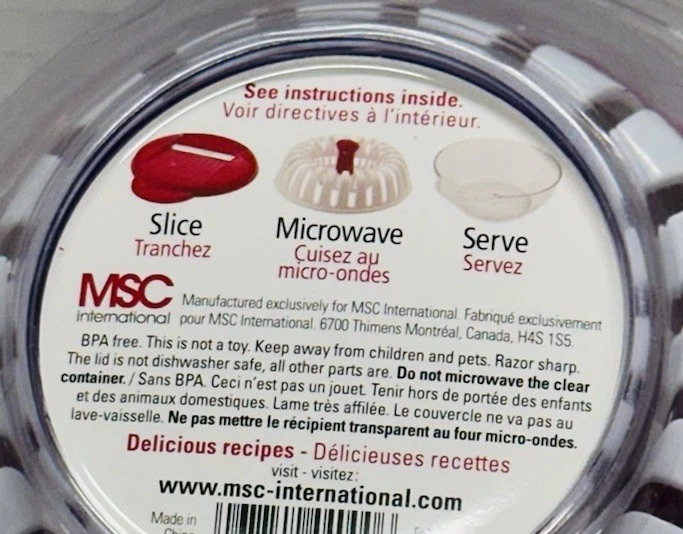 See instructions inside.
Voir directives à l'intérieur.
Slice
Tranchez
Microwave
Cuisez au
micro-ondes
Serve
Servez
MSC
international
Manufactured exclusively for MSC International. Fabriqué exclusivement
pour MSC International. 6700 Thimens Montréal, Canada, H4S 1S5.
BPA free. This is not a toy. Keep away from children and pets. Razor sharp.
The lid is not dishwasher safe, all other parts are. Do not microwave the clear
container. / Sans BPA. Ceci n'est pas un jouet. Tenir hors de portée des enfants
et des animaux domestiques. Lame très affilée. Le couvercle ne va pas au
lave-vaisselle. Ne pas mettre le récipient transparent au four micro-ondes.
Delicious recipes - Délicieuses recettes
visit - visitez:
www.msc-international.com
Made in